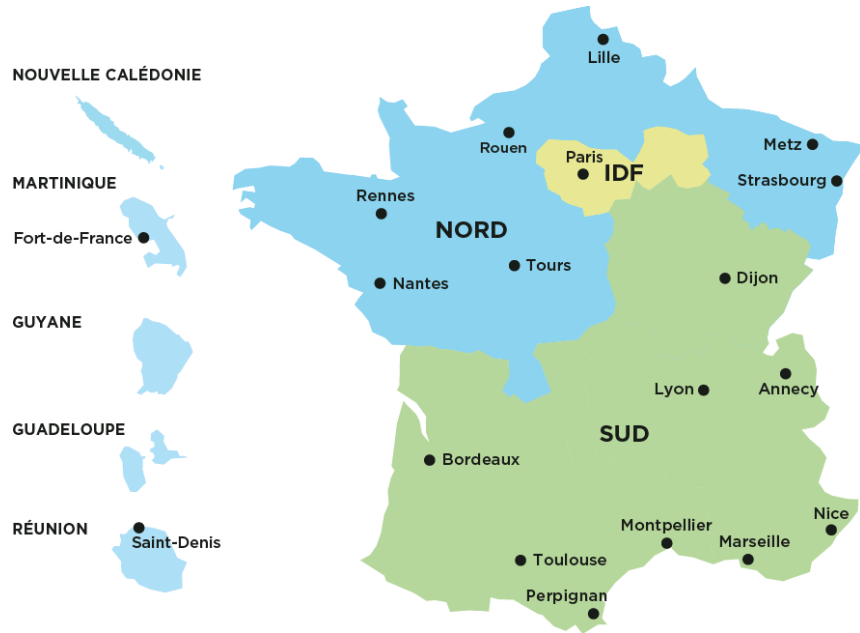 NOUVELLE CALÉDONIE
MARTINIQUE
Fort-de-France
GUYANE
GUADELOUPE
RÉUNION
Saint-Denis
Lille
Rouen
Paris
IDF
Metz
Strasbourg
Rennes
NORD
Tours
Nantes
Dijon
Lyon
Annecy
SUD
Bordeaux
Nice
Montpellier
Marseille
Toulouse
Perpignan